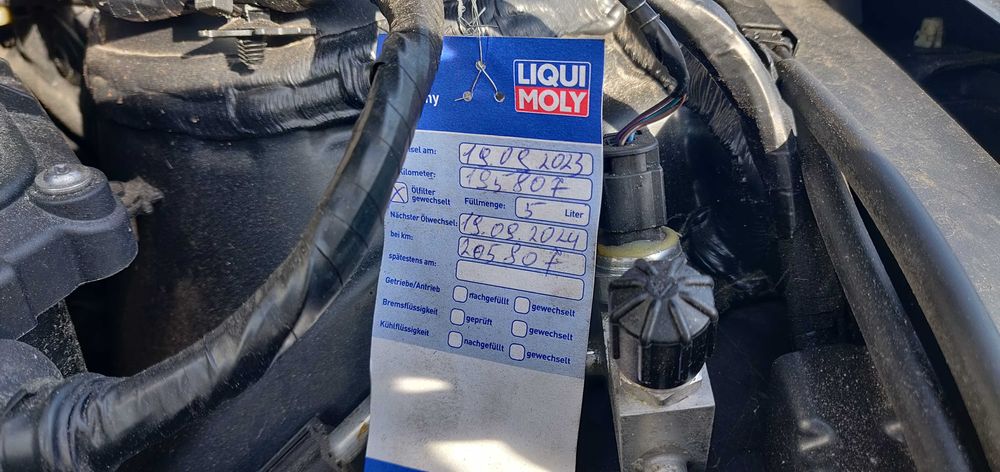 LIQUI
MOLY
ny
sel am: 19.09.2023
Kilometer: 195807
Ölfilter
gewechselt
Füllmenge: 5 Liter
Nächster Ölwechsel: 19.09.2024
bei km: 205807
spätestens am:
Getriebe/Antrieb nachgefüllt gewechselt
Bremsflüssigkeit geprüft gewechselt
Kühlflüssigkeit nachgefüllt gewechselt